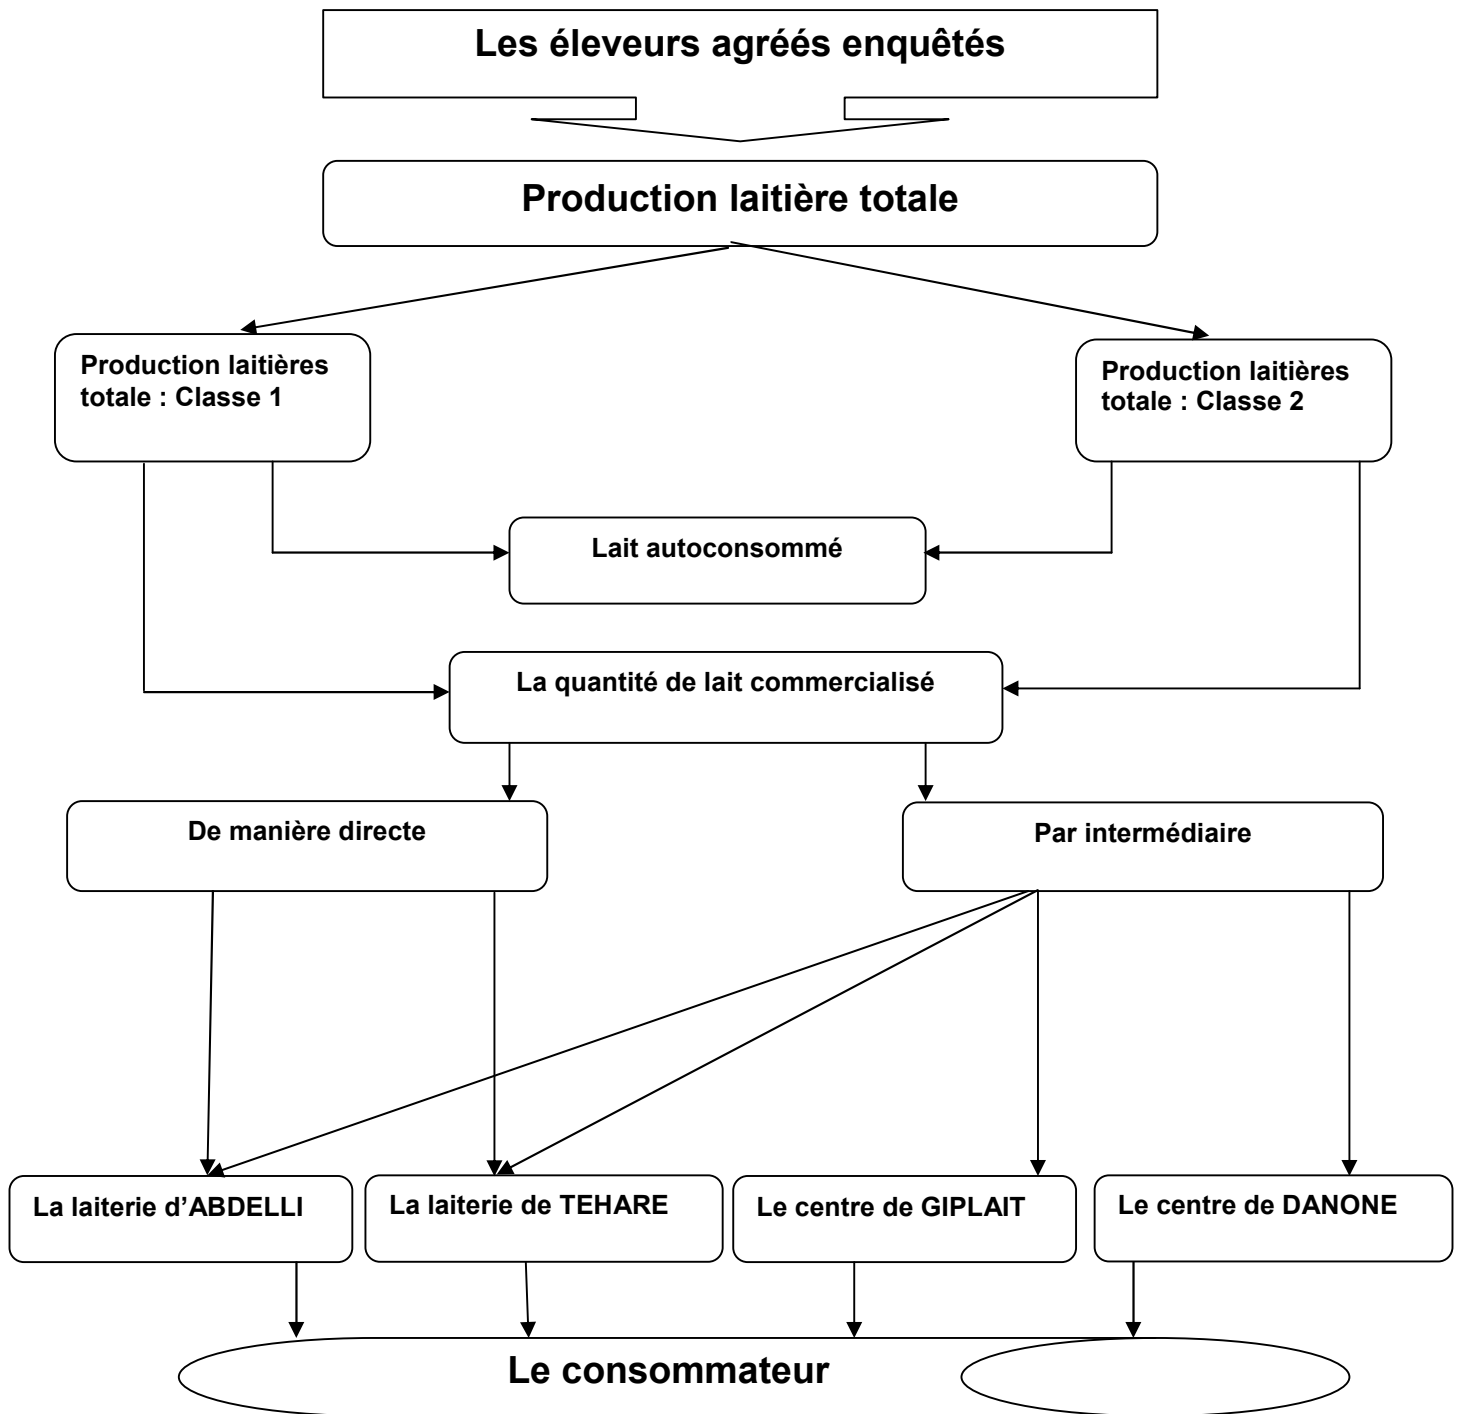 Les éleveurs agréés enquêtés
Production laitière totale
Production laitières
totale : Classe 1
Production laitières
totale : Classe 2
Lait autoconsommé
La quantité de lait commercialisé
De manière directe
Par intermédiaire
La laiterie d’ABDELLI
La laiterie de TEHARE
Le centre de GIPLAIT
Le centre de DANONE
Le consommateur